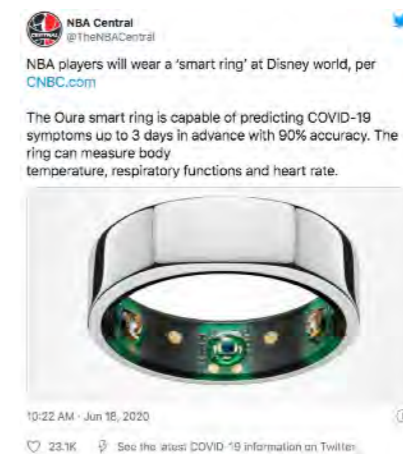 NBA Central
@TheNBACentral
NBA players will wear a 'smart ring' at Disney world, per
CNBC.com
The Oura smart ring is capable of predicting COVID-19
symptoms up to 3 days in advance with 90% accuracy. The
ring can measure body
temperature, respiratory functions and heart rate.
10:22 AM · Jun 18, 2020
23.1K See the latest COVID-19 information on Twitter